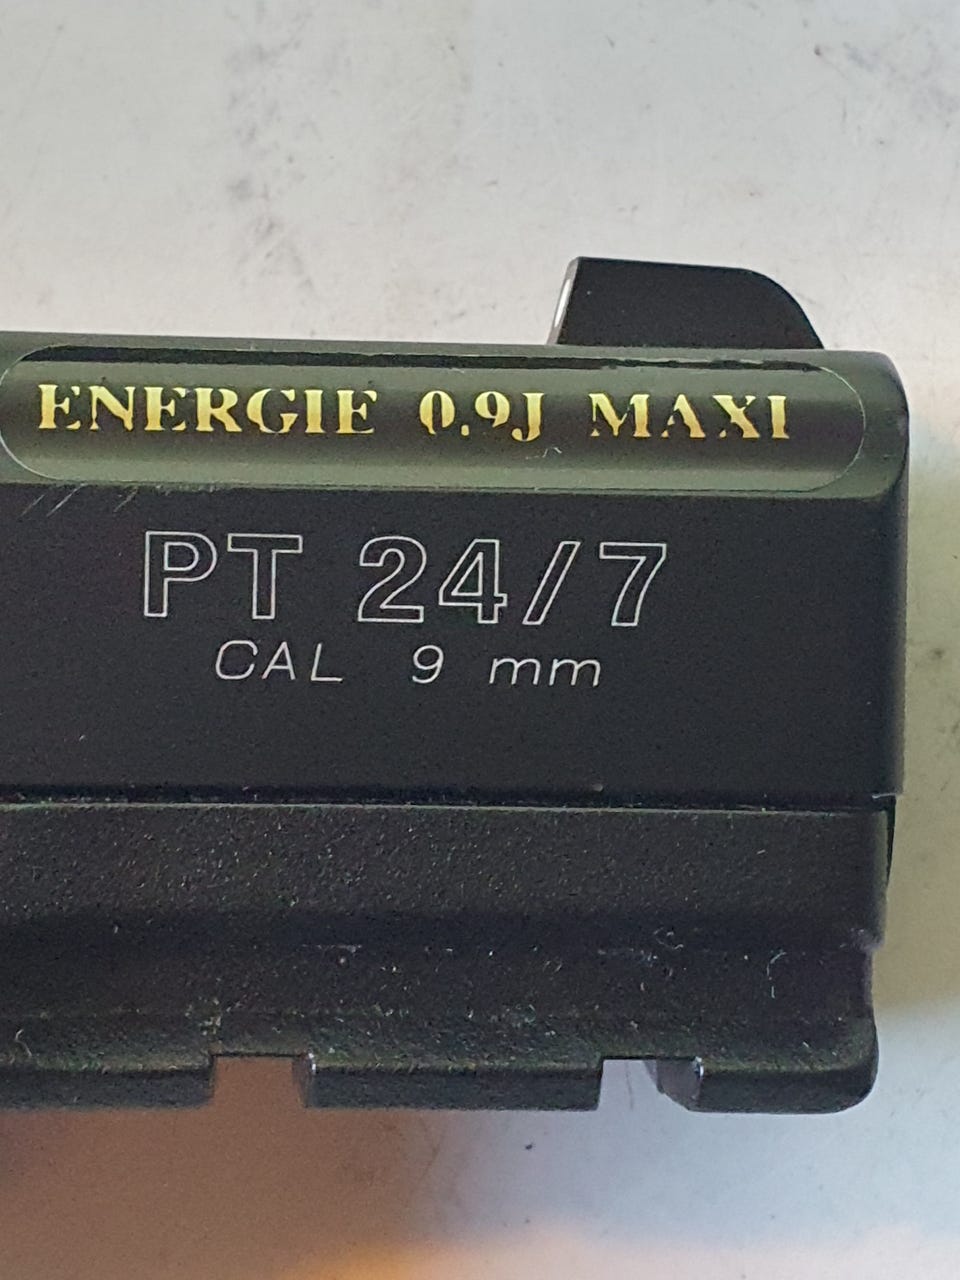 ENERGIE 0.9J MAXI
PT 24/7
CAL 9 mm